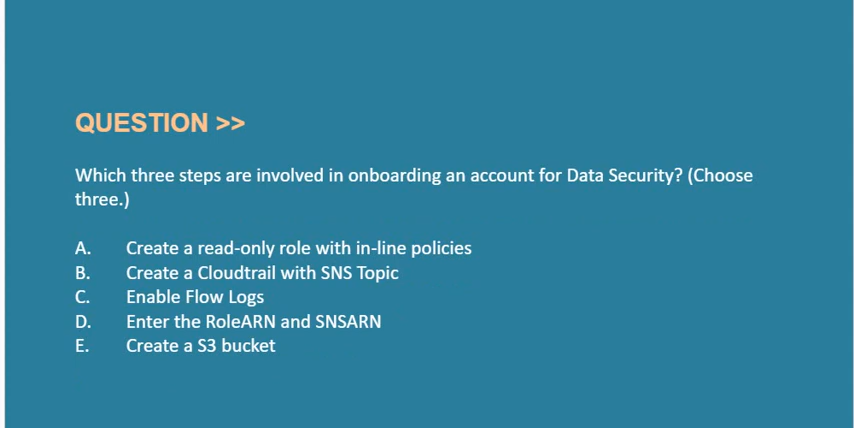 QUESTION >>
Which three steps are involved in onboarding an account for Data Security? (Choose
three.)
A. Create a read-only role with in-line policies
B. Create a Cloudtrail with SNS Topic
C. Enable Flow Logs
D. Enter the RoleARN and SNSARN
E. Create a S3 bucket